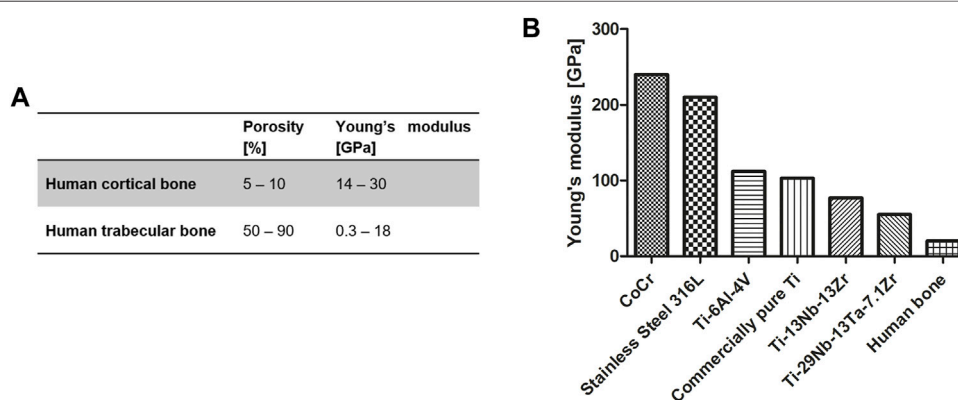 A
Porosity Young's modulus
[%] [GPa]
Human cortical bone 5 – 10 14 – 30
Human trabecular bone 50 – 90 0.3 – 18
B
Young's modulus [GPa]
300
200
100
0
CoCr
Stainless Steel 316L
Ti-6Al-4V
Commercially pure Ti
Ti-13Nb-13Zr
Ti-29Nb-13Ta-7.1Zr
Human bone